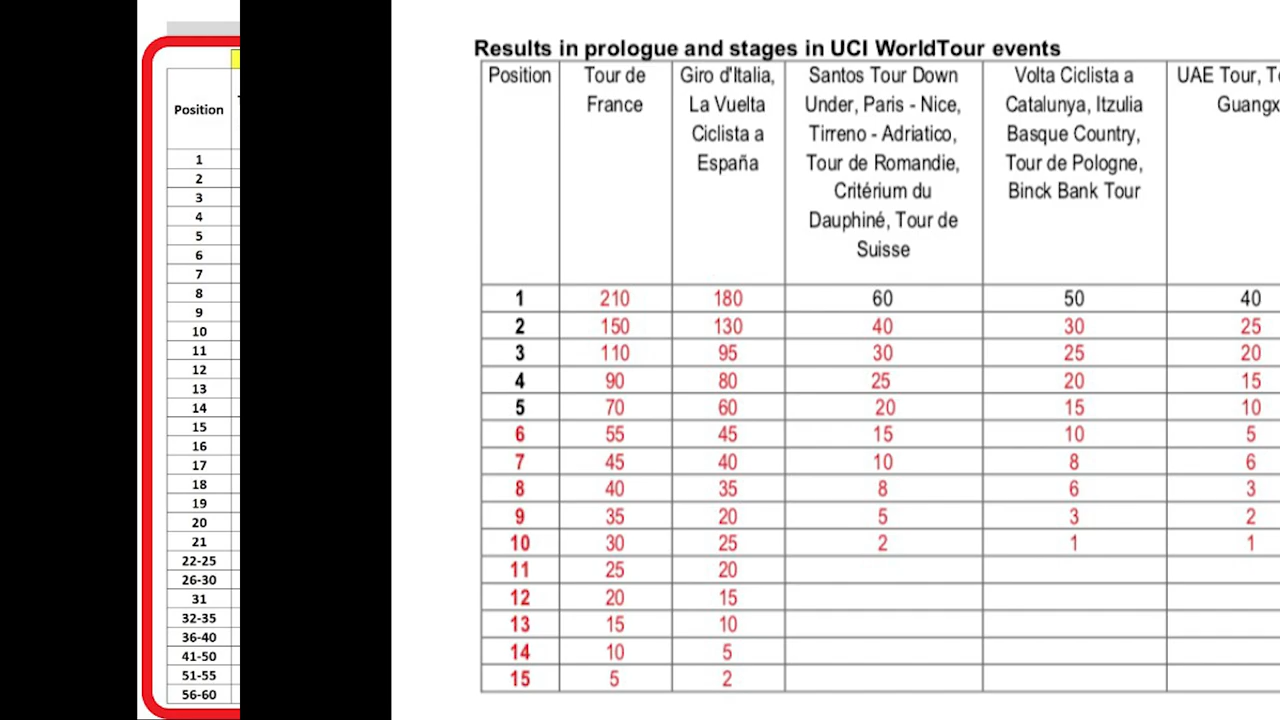 Position
1
2
3
4
5
6
7
8
9
10
11
12
13
14
15
16
17
18
19
20
21
22-25
26-30
31
32-35
36-40
41-50
51-55
56-60
Results in prologue and stages in UCI WorldTour events
Position
Tour de
France
Giro d'Italia,
La Vuelta
Ciclista a
España
Santos Tour Down
Under, Paris - Nice,
Tirreno - Adriatico,
Tour de Romandie,
Critérium du
Dauphiné, Tour de
Suisse
Volta Ciclista a
Catalunya, Itzulia
Basque Country,
Tour de Pologne,
Binck Bank Tour
UAE Tour,
1 210 180 60 50 40
2 150 130 40 30 25
3 110 95 30 25 20
4 90 80 25 20 15
5 70 60 20 15 10
6 55 45 15 10 5
7 45 40 10 8 6
8 40 35 8 6 3
9 35 20 5 3 2
10 30 25 2 1 1
11 25 20
12 20 15
13 15 10
14 10 5
15 5 2